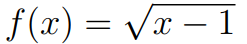 f(x) = √(x − 1)